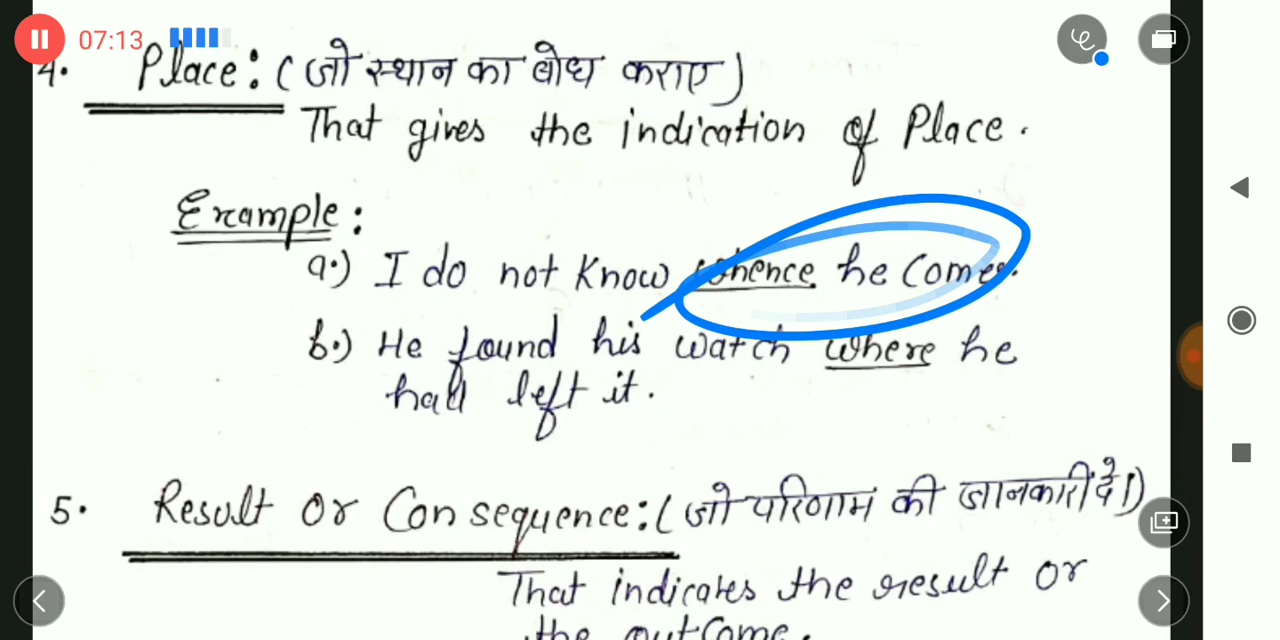 07:13
4. Place: (जो स्थान का बोध कराए)
That gives the indication of Place.
Example:
a.) I do not know whence he comes.
b.) He found his watch where he
had left it.
5. Result or Consequence: (जो परिणाम की जानकारी दे।)
That indicates the result or
the outcome.